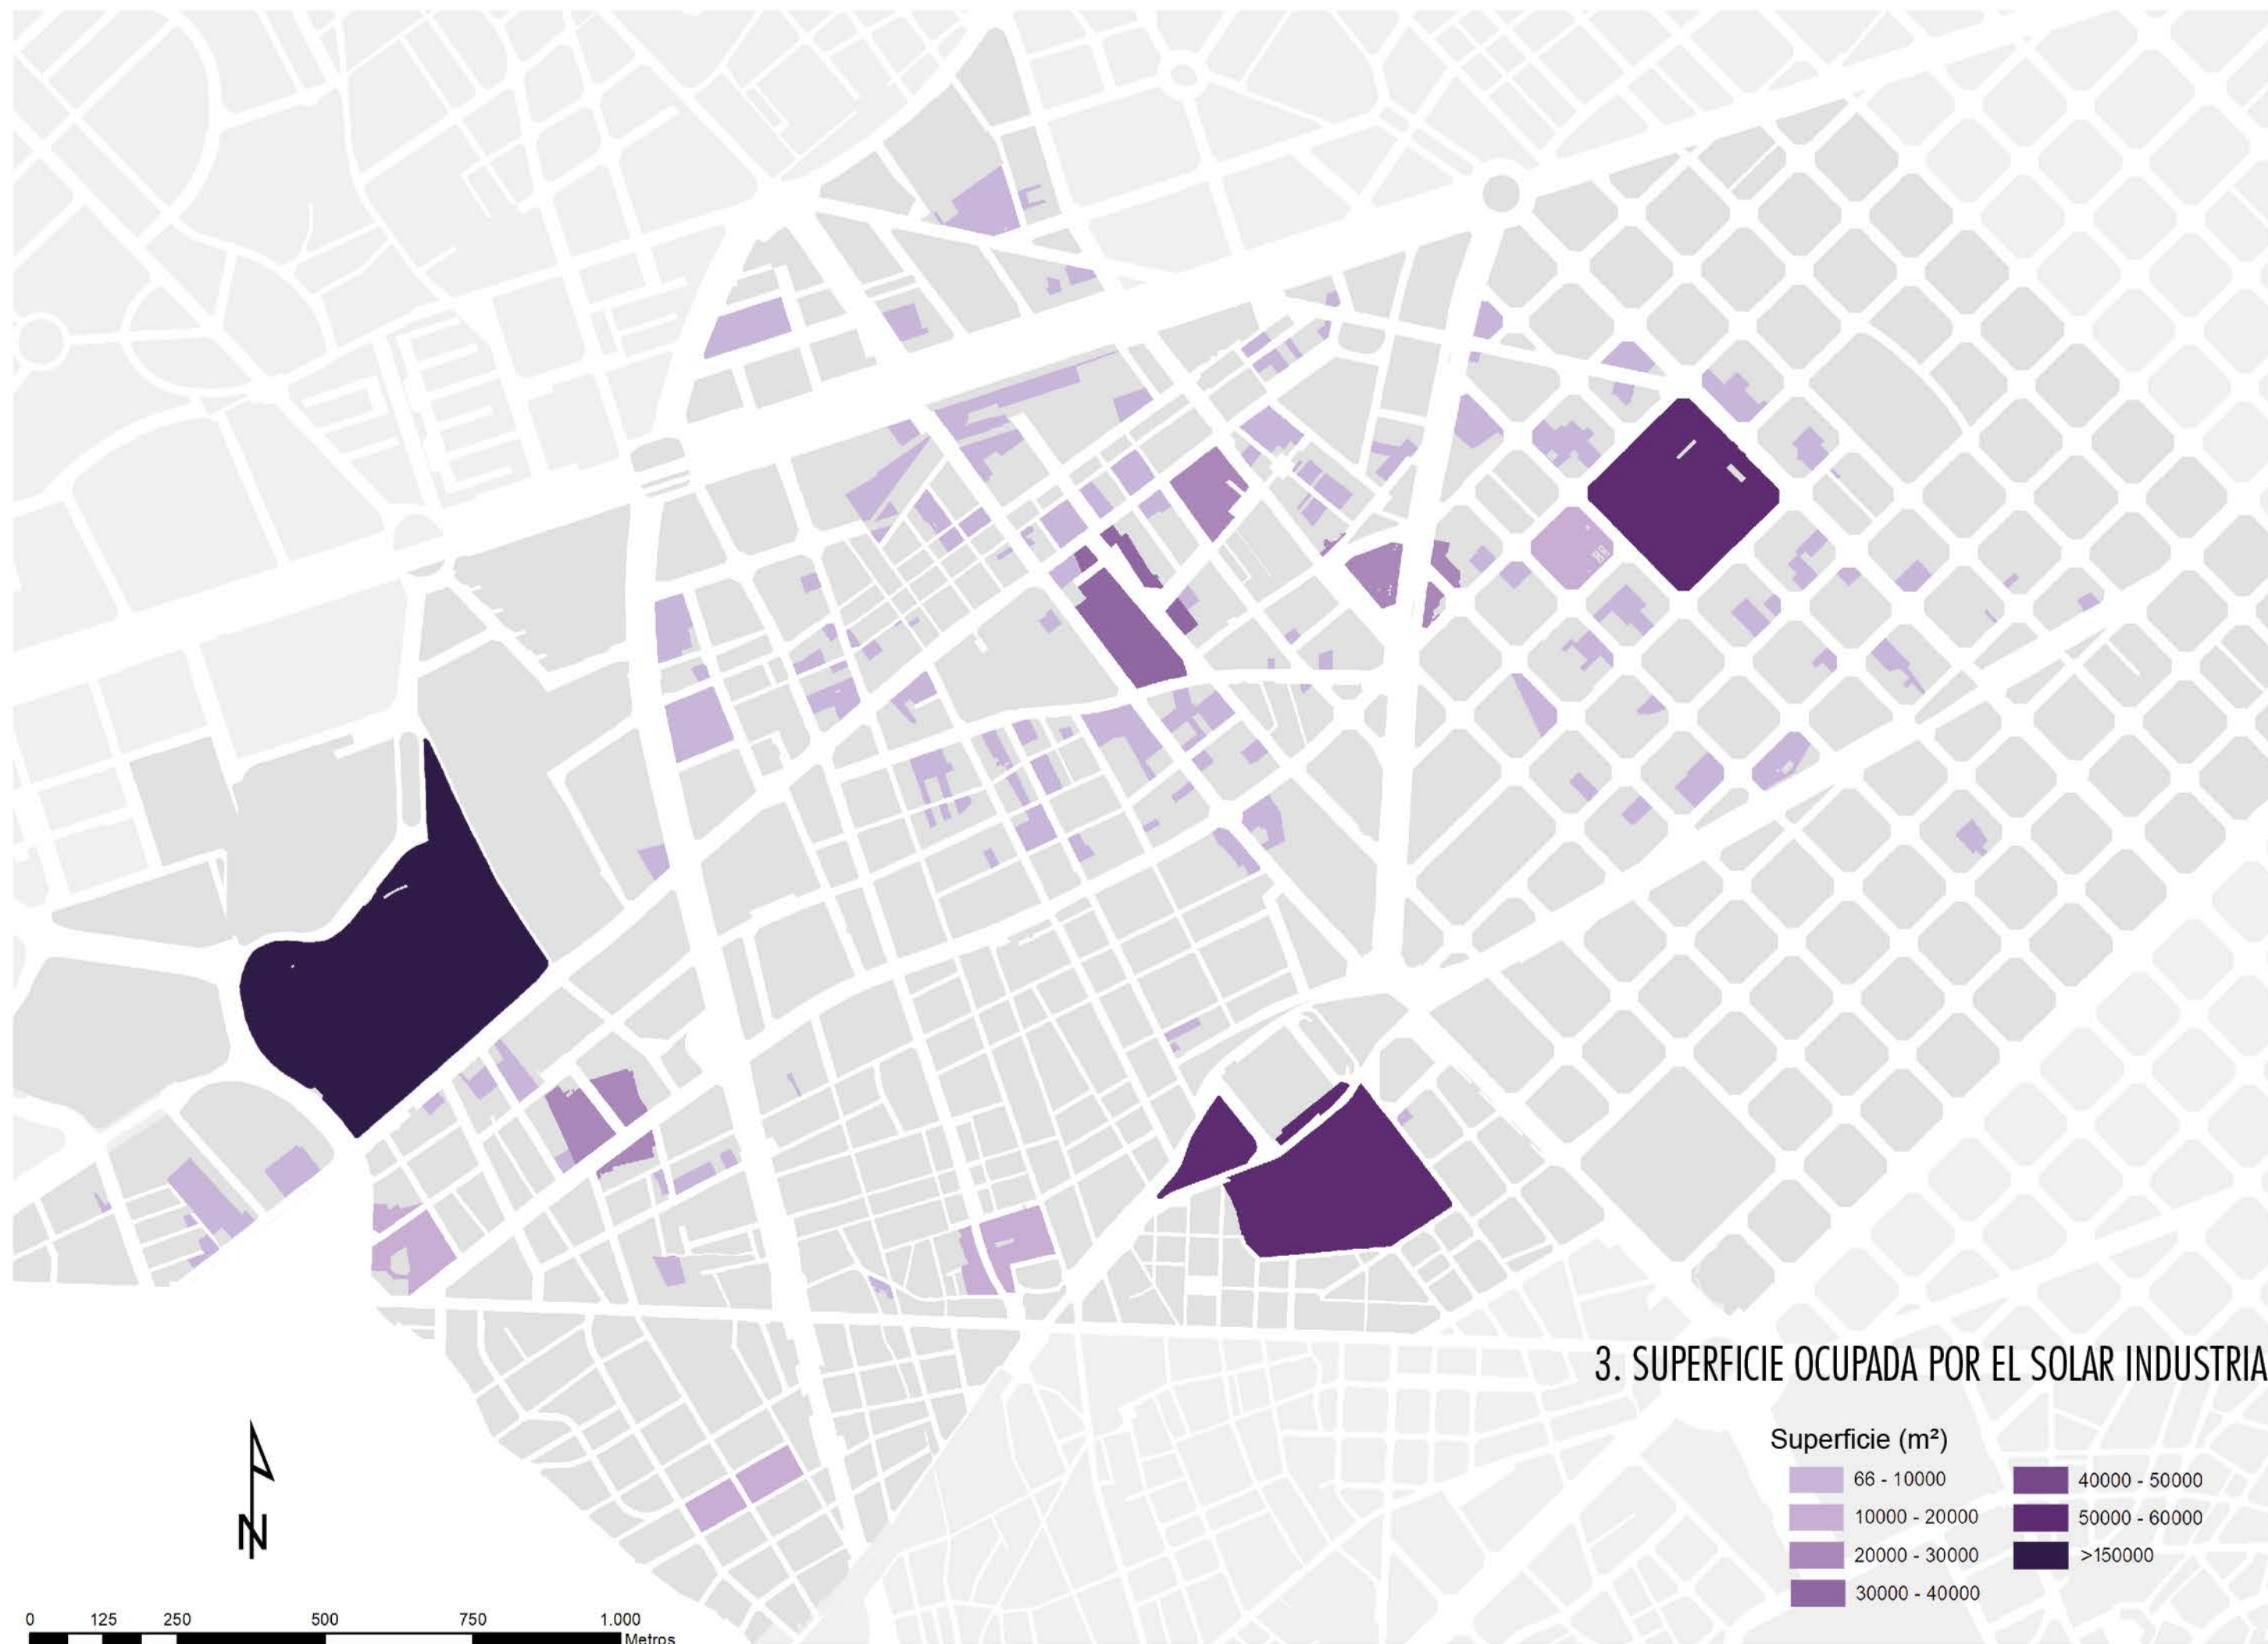 3. SUPERFICIE OCUPADA POR EL SOLAR INDUSTRIA
Superficie (m²)
66 - 10000
10000 - 20000
20000 - 30000
30000 - 40000
40000 - 50000
50000 - 60000
>150000
N
0 125 250 500 750 1.000
Metros